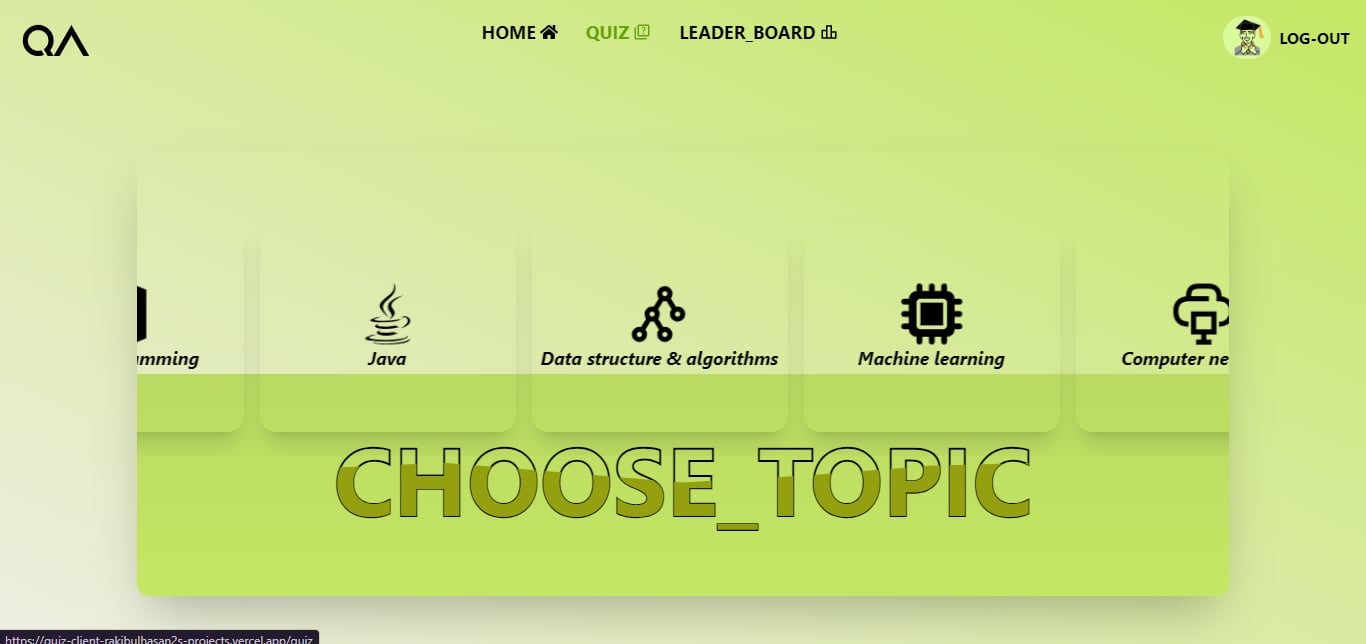 QA
HOME
QUIZ
LEADER_BOARD
LOG-OUT
mming
Java
Data structure & algorithms
Machine learning
Computer ne
CHOOSE_TOPIC
https://quiz-client-rakibulhasan2s-projects.vercel.app/quiz